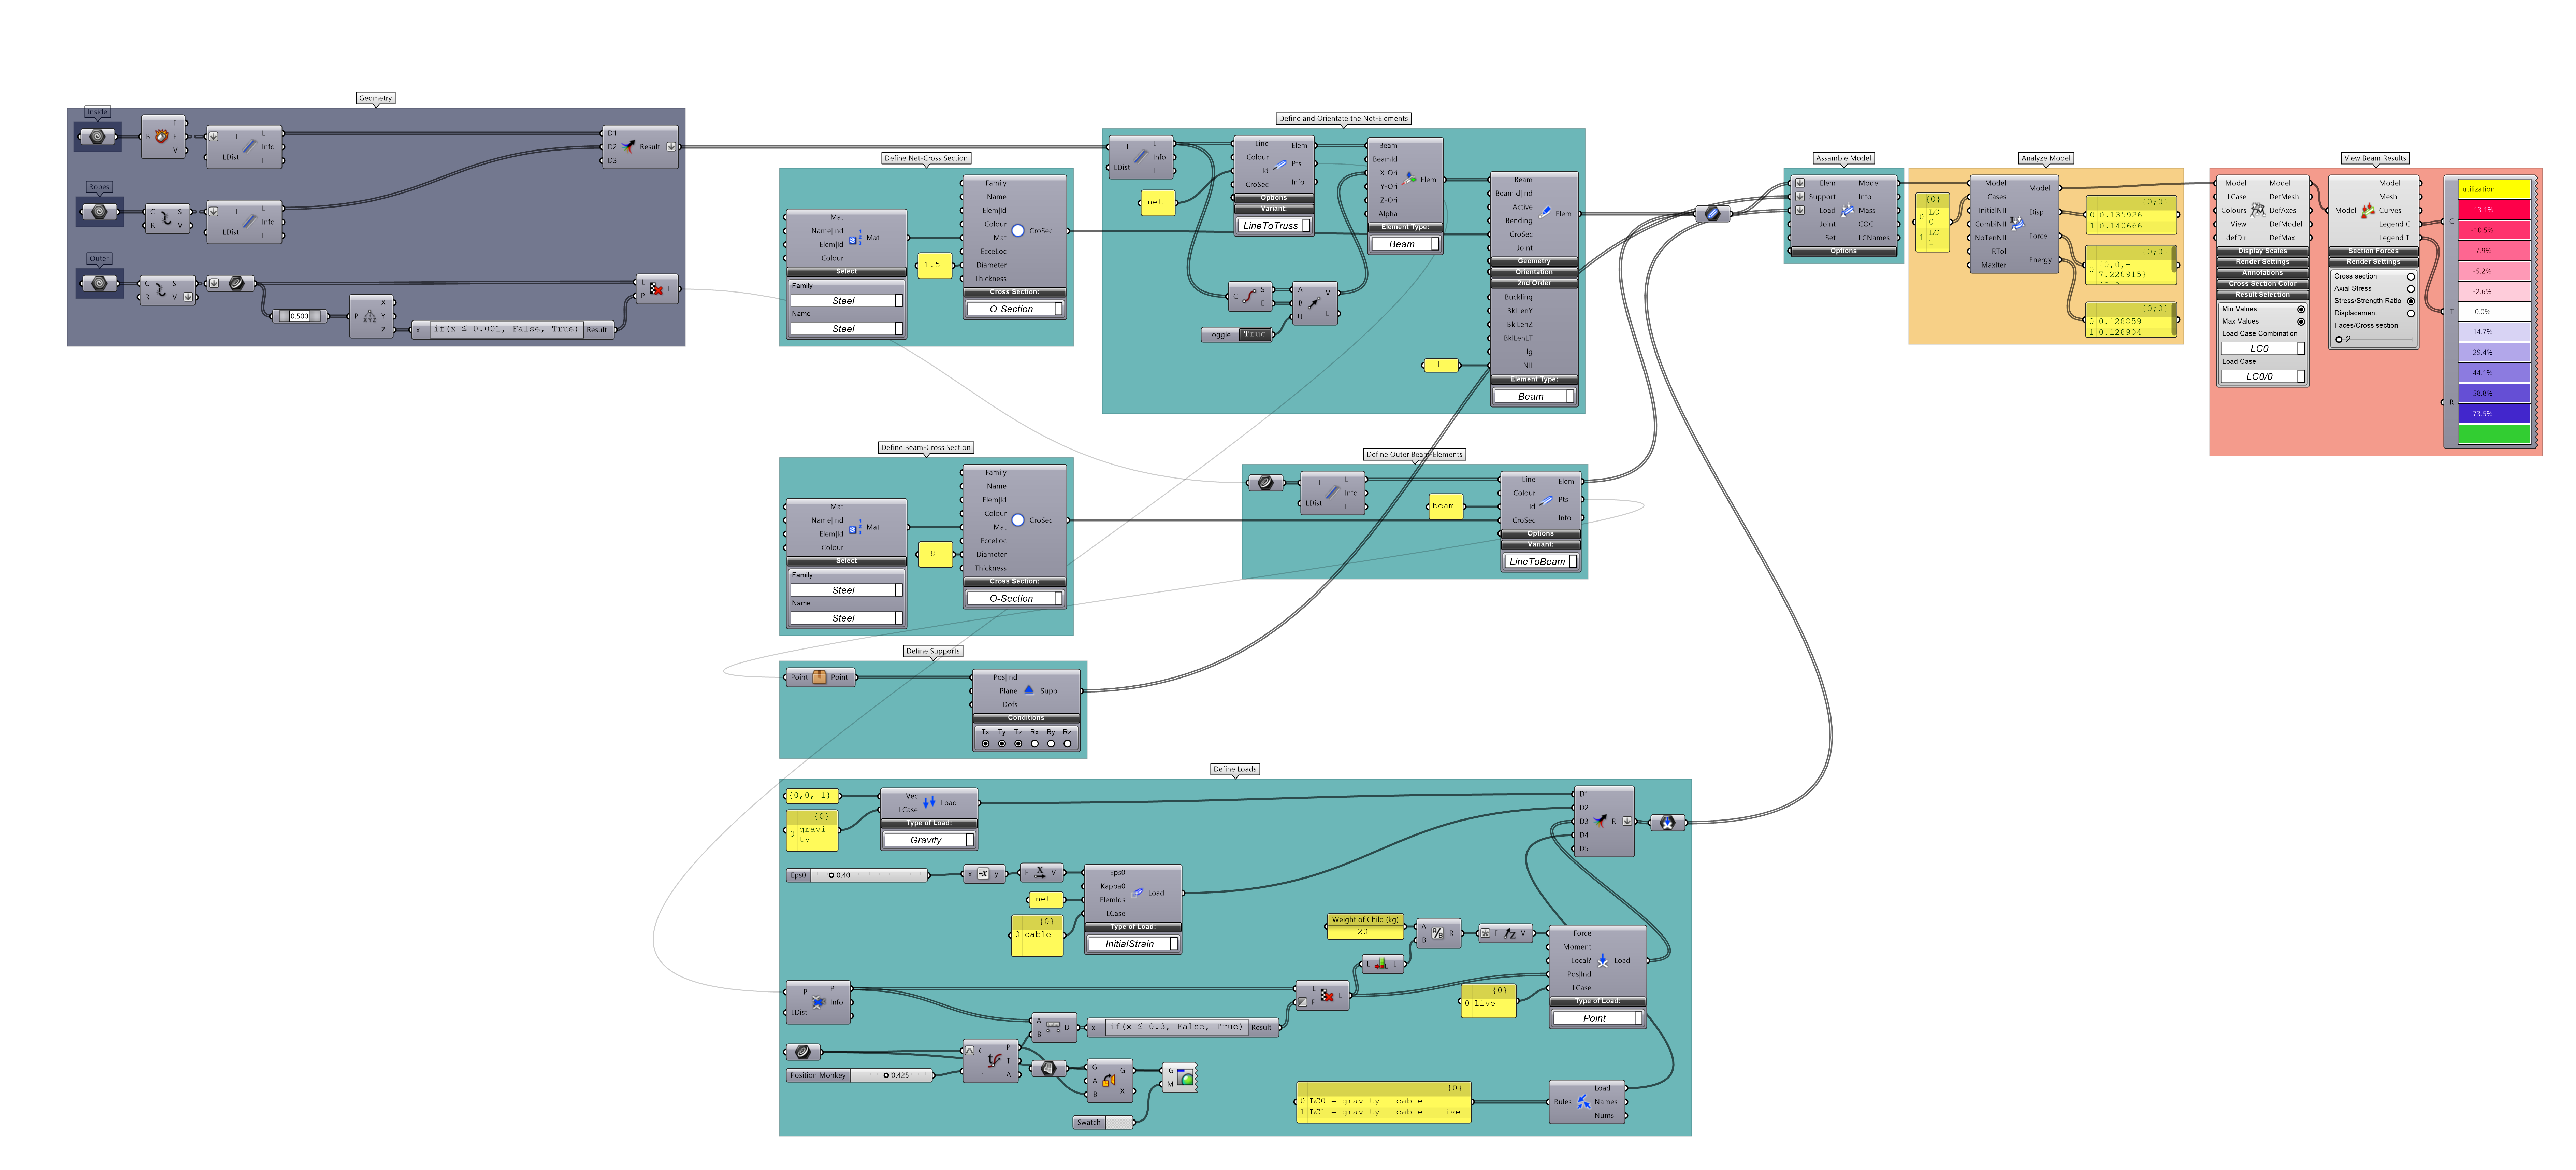 Geometry
Inside
B
F
E
V
L
LDist
L
Info
I
D1
D2
D3
Result
Ropes
C
R
S
V
L
LDist
L
Info
I
Outer
C
R
S
V
0.500
P
X
Y
Z
x
if(x ≤ 0.001, False, True)
Result
L
P
L
Define Net-Cross Section
Mat
Name|Ind
Elem|Id
Colour
Mat
Select
Family
Steel
Name
Steel
1.5
Family
Name
Elem|Id
Colour
Mat
EcceLoc
Diameter
Thickness
CroSec
Cross Section:
O-Section
Define and Orientate the Net-Elements
L
LDist
L
Info
I
net
Line
Colour
Id
CroSec
Elem
Pts
Info
Options
Variant:
LineToTruss
Beam
BeamId
X-Ori
Y-Ori
Z-Ori
Alpha
Elem
Element Type:
Beam
C
S
E
A
B
U
V
L
Toggle
True
1
Beam
BeamId|Ind
Active
Bending
CroSec
Joint
Elem
Geometry
Orientation
2nd Order
Buckling
BklLenY
BklLenZ
BklLenLT
lg
NII
Element Type:
Beam
Define Beam-Cross Section
Mat
Name|Ind
Elem|Id
Colour
Mat
Select
Family
Steel
Name
Steel
8
Family
Name
Elem|Id
Colour
Mat
EcceLoc
Diameter
Thickness
CroSec
Cross Section:
O-Section
Define Outer Beam-Elements
L
LDist
L
Info
I
beam
Line
Colour
Id
CroSec
Elem
Pts
Info
Options
Variant:
LineToBeam
Define Supports
Point
Point
Pos|Ind
Plane
Dofs
Supp
Conditions
Tx Ty Tz Rx Ry Rz
Define Loads
{0,0,-1}
{0}
0 gravi
ty
Vec
LCase
Load
Type of Load:
Gravity
Eps0
0.40
x
-x
y
F
X
V
net
{0}
0 cable
Eps0
Kappa0
ElemIds
LCase
Load
Type of Load:
InitialStrain
P
LDist
P
Info
i
A
B
D
x
if(x ≤ 0.3, False, True)
Result
L
P
L
L
L
Weight of Child (kg)
20
A
B
A/B
R
F
Z
V
{0}
0 live
Force
Moment
Local?
Pos|Ind
LCase
Load
Type of Load:
Point
Position Monkey
0.425
C
t
P
T
A
G
A
B
G
X
G
M
Swatch
{0}
0 LC0 = gravity + cable
1 LC1 = gravity + cable + live
Rules
Load
Names
Nums
D1
D2
D3
D4
D5
R
Assamble Model
Elem
Support
Load
Joint
Set
Model
Info
Mass
COG
LCNames
Options
Analyze Model
{0}
0 LC
0
1 LC
1
Model
LCases
InitialNII
CombiNII
NoTenNII
RTol
MaxIter
Model
Disp
Force
Energy
{0;0}
0 0.135926
1 0.140666
{0;0}
0 {0,0,-
7.228915}
{0;0}
0 0.128859
1 0.128904
View Beam Results
Model
LCase
Colours
View
defDir
Model
DefMesh
DefAxes
DefModel
DefMax
Display Scales
Render Settings
Annotations
Cross Section Color
Result Selection
Min Values
Max Values
Load Case Combination
LC0
Load Case
LC0/0
Model
Model
Mesh
Curves
Legend C
Legend T
Section Forces
Render Settings
Cross section
Axial Stress
Stress/Strength Ratio
Displacement
Faces/Cross section
2
C
T
R
utilization
-13.1%
-10.5%
-7.9%
-5.2%
-2.6%
0.0%
14.7%
29.4%
44.1%
58.8%
73.5%